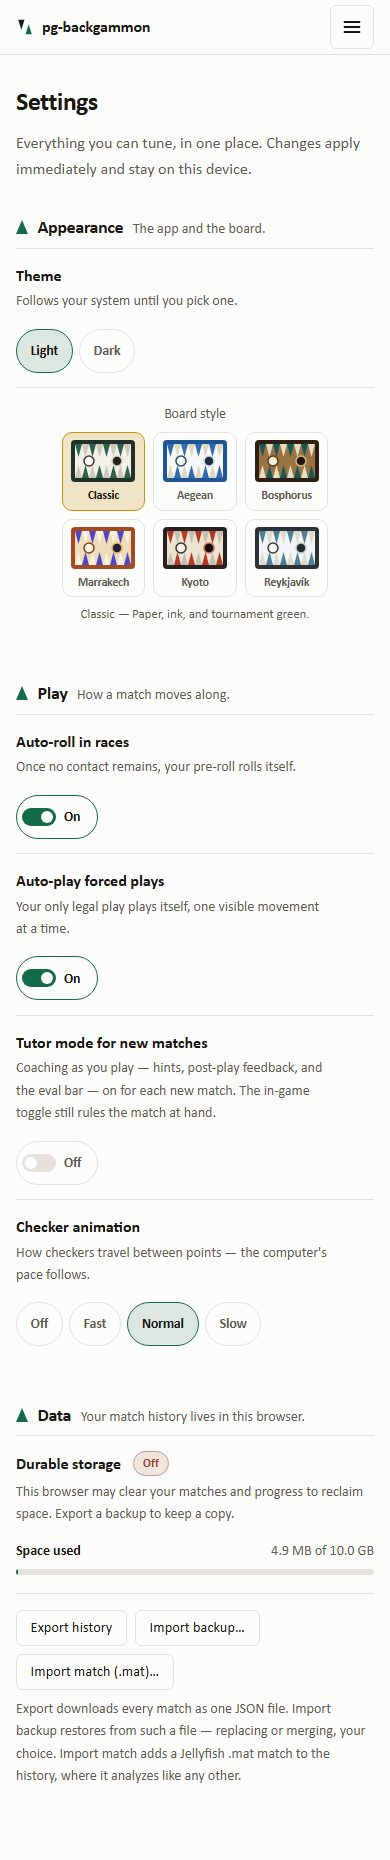 pg-backgammon
Settings
Everything you can tune, in one place. Changes apply
immediately and stay on this device.
Appearance The app and the board.
Theme
Follows your system until you pick one.
Light Dark
Board style
Classic Aegean Bosphorus
Marrakech Kyoto Reykjavík
Classic — Paper, ink, and tournament green.
Play How a match moves along.
Auto-roll in races
Once no contact remains, your pre-roll rolls itself.
On
Auto-play forced plays
Your only legal play plays itself, one visible movement
at a time.
On
Tutor mode for new matches
Coaching as you play — hints, post-play feedback, and
the eval bar — on for each new match. The in-game
toggle still rules the match at hand.
Off
Checker animation
How checkers travel between points — the computer's
pace follows.
Off Fast Normal Slow
Data Your match history lives in this browser.
Durable storage Off
This browser may clear your matches and progress to reclaim
space. Export a backup to keep a copy.
Space used 4.9 MB of 10.0 GB
Export history Import backup...
Import match (.mat)...
Export downloads every match as one JSON file. Import
backup restores from such a file — replacing or merging, your
choice. Import match adds a Jellyfish .mat match to the
history, where it analyzes like any other.